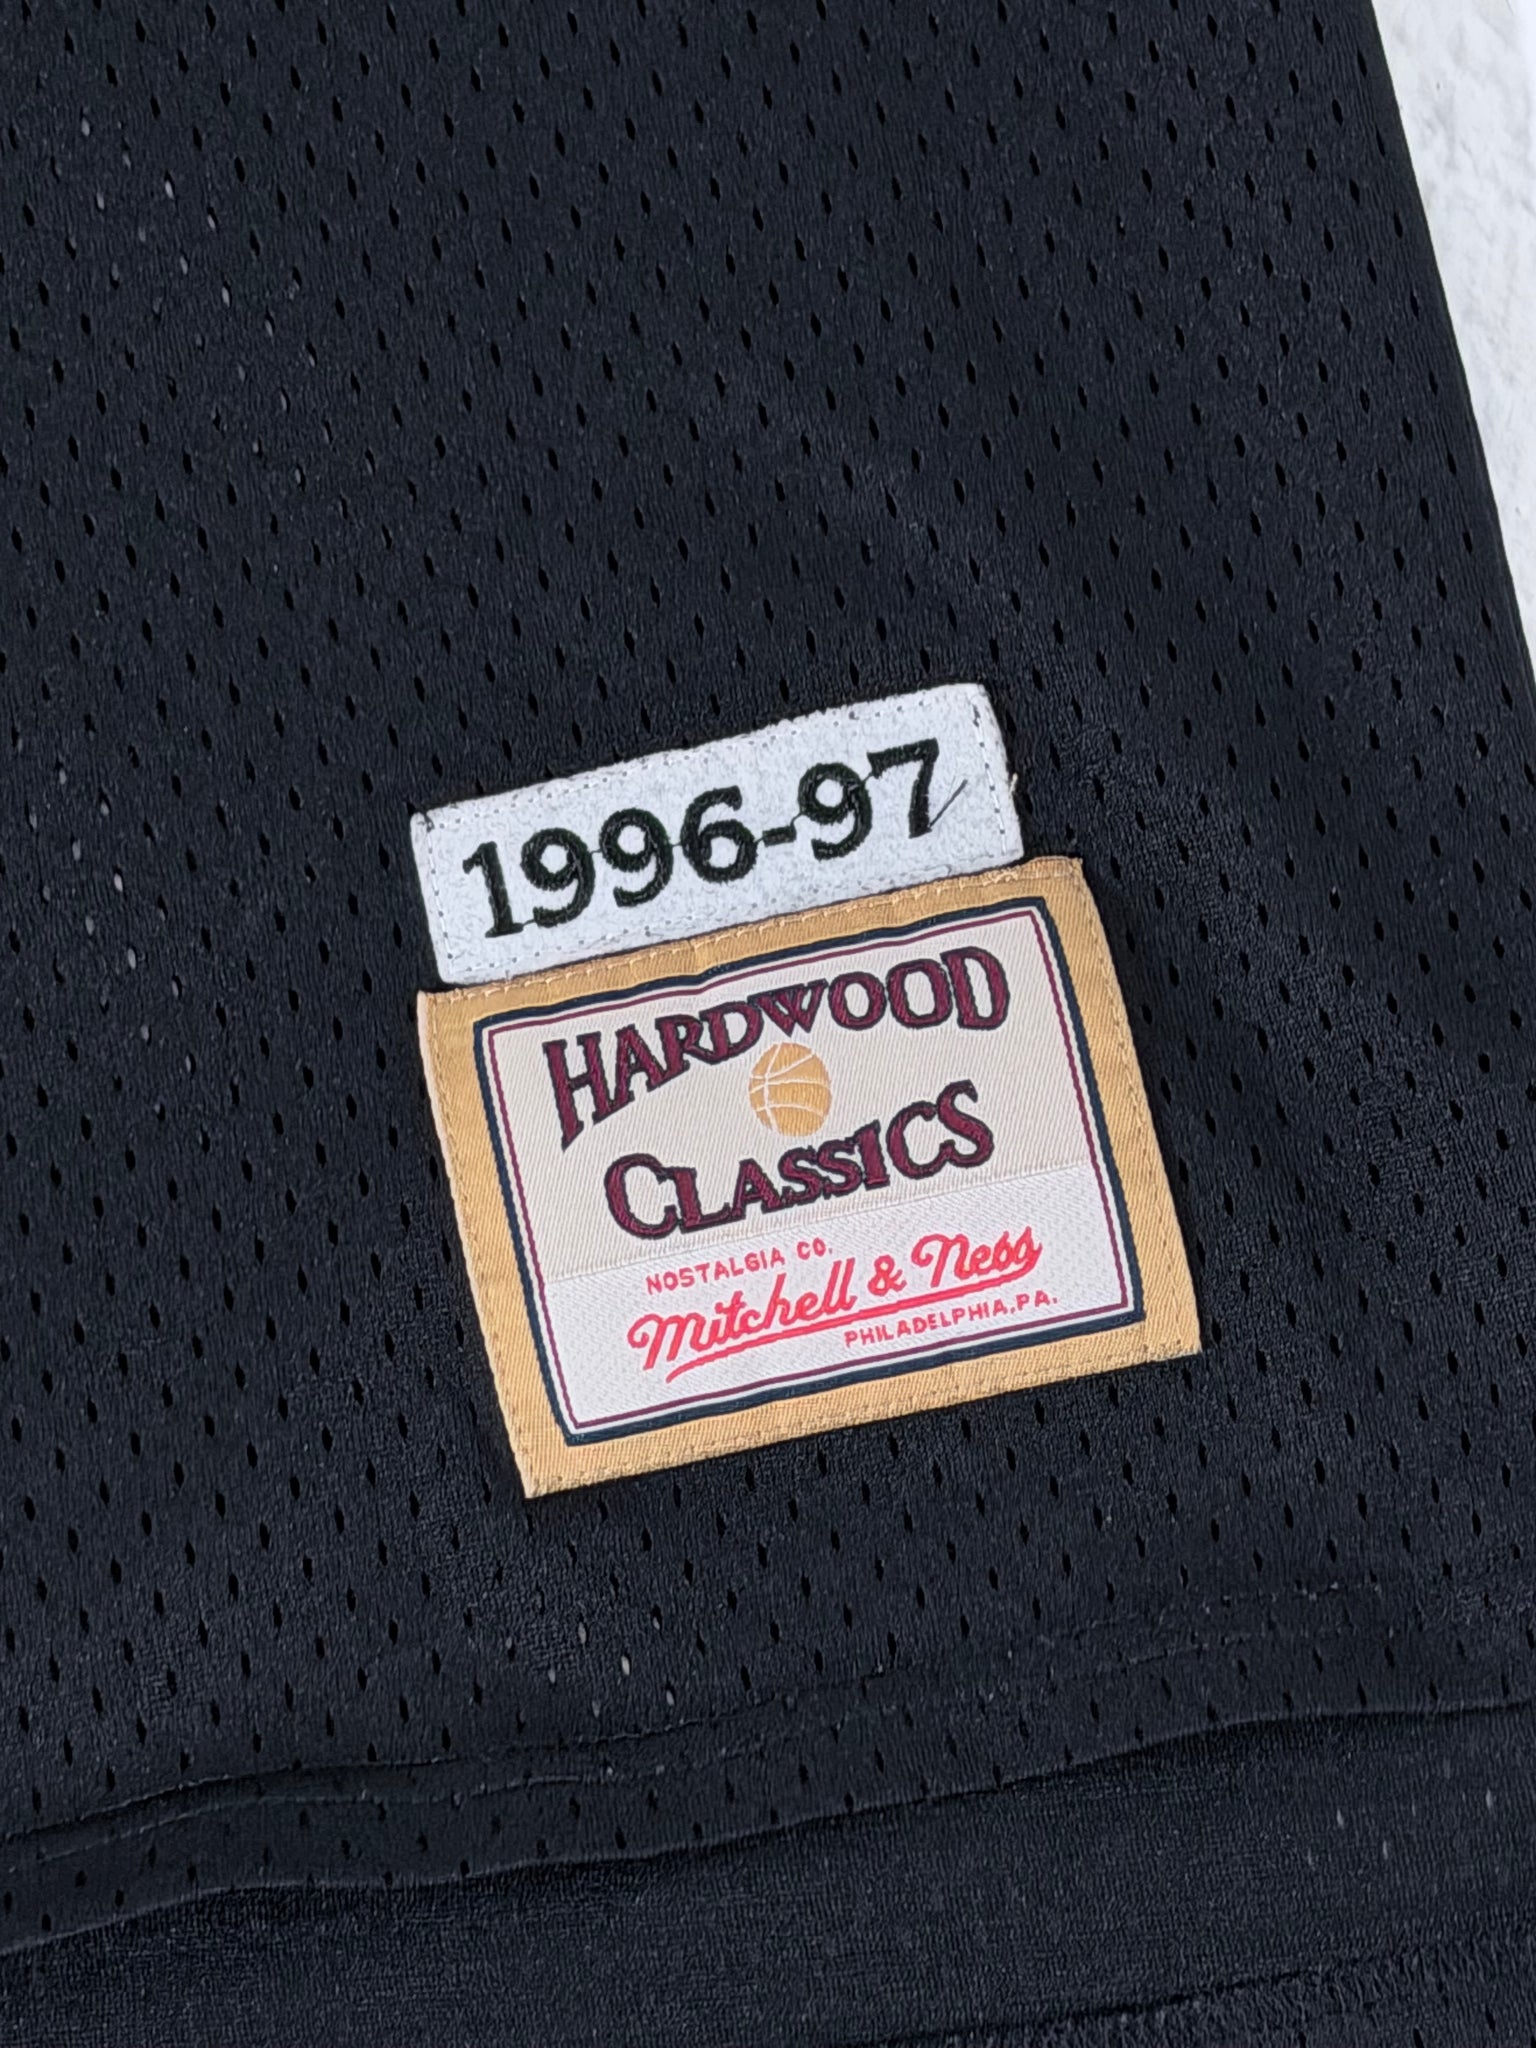 1996-97
HARDWOOD
CLASSICS
NOSTALGIA CO.
Mitchell & Ness
PHILADELPHIA, PA.